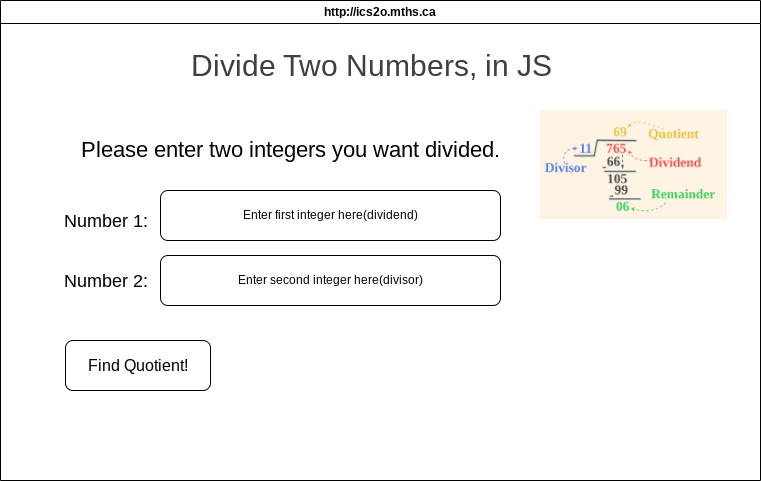 http://ics2o.mths.ca
Divide Two Numbers, in JS
Please enter two integers you want divided.
Number 1:
Enter first integer here(dividend)
Number 2:
Enter second integer here(divisor)
Find Quotient!
69
Quotient
11
765
Divisor
-66
Dividend
105
-99
Remainder
06